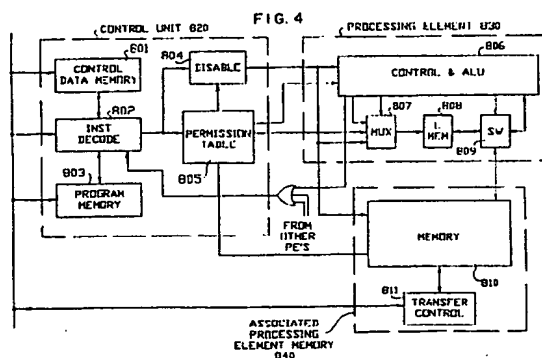 FIG. 4
CONTROL UNIT 820
PROCESSING ELEMENT 830
801
CONTROL
DATA MEMORY
804
DISABLE
806
CONTROL & ALU
802
INST
DECODE
PERMISSION
TABLE
805
807
MUX
808
I.
MEM
SW
809
803
PROGRAM
MEMORY
FROM
OTHER
PE'S
MEMORY
810
811
TRANSFER
CONTROL
ASSOCIATED
PROCESSING
ELEMENT MEMORY
840